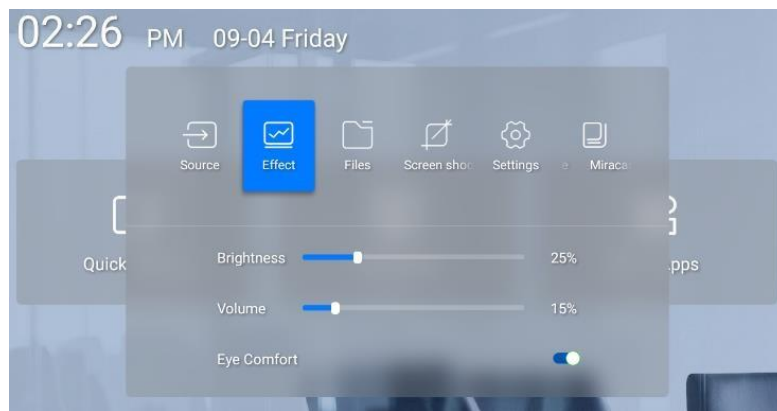 02:26 PM 09-04 Friday
Source Effect Files Screen shoo Settings e Miraca
Quick
pps
Brightness 25%
Volume 15%
Eye Comfort